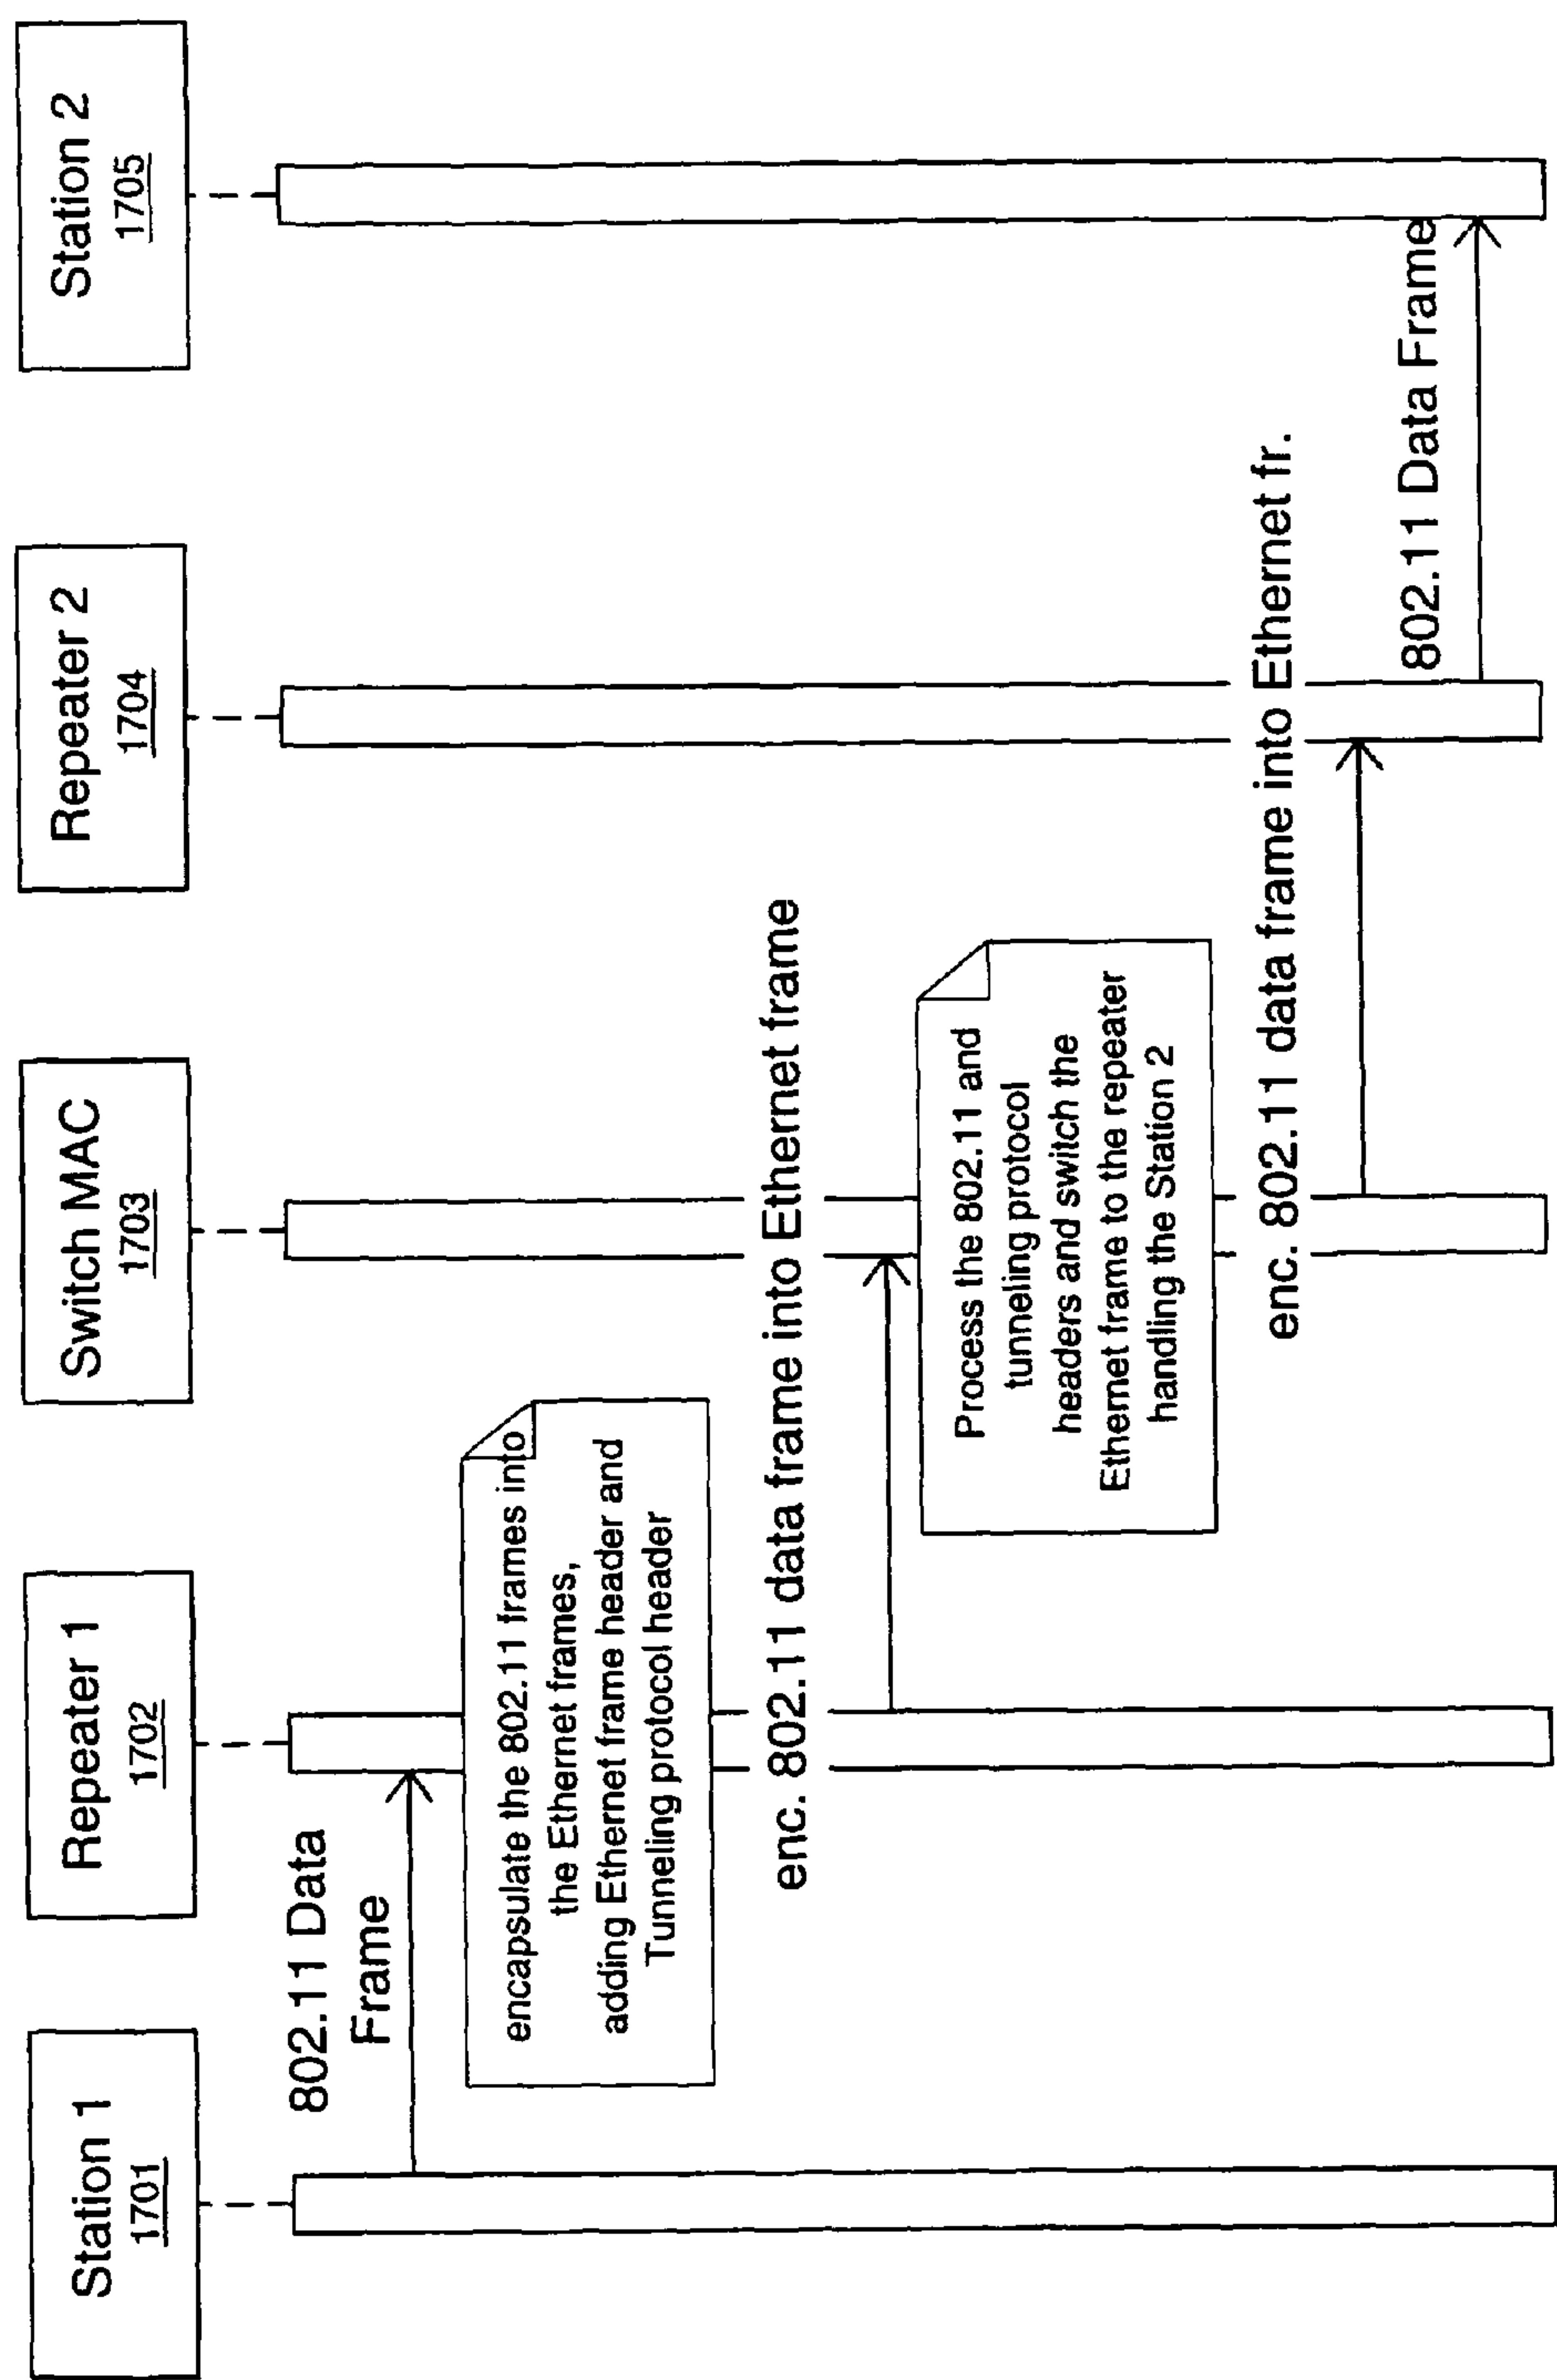 Station 1
1701
Repeater 1
1702
Switch MAC
1703
Repeater 2
1704
Station 2
1705
802.11 Data
Frame
encapsulate the 802.11 frames into
the Ethernet frames,
adding Ethernet frame header and
Tunneling protocol header
enc. 802.11 data frame into Ethernet frame
Process the 802.11 and
tunneling protocol
headers and switch the
Ethernet frame to the repeater
handling the Station 2
enc. 802.11 data frame into Ethernet fr.
802.11 Data Frame